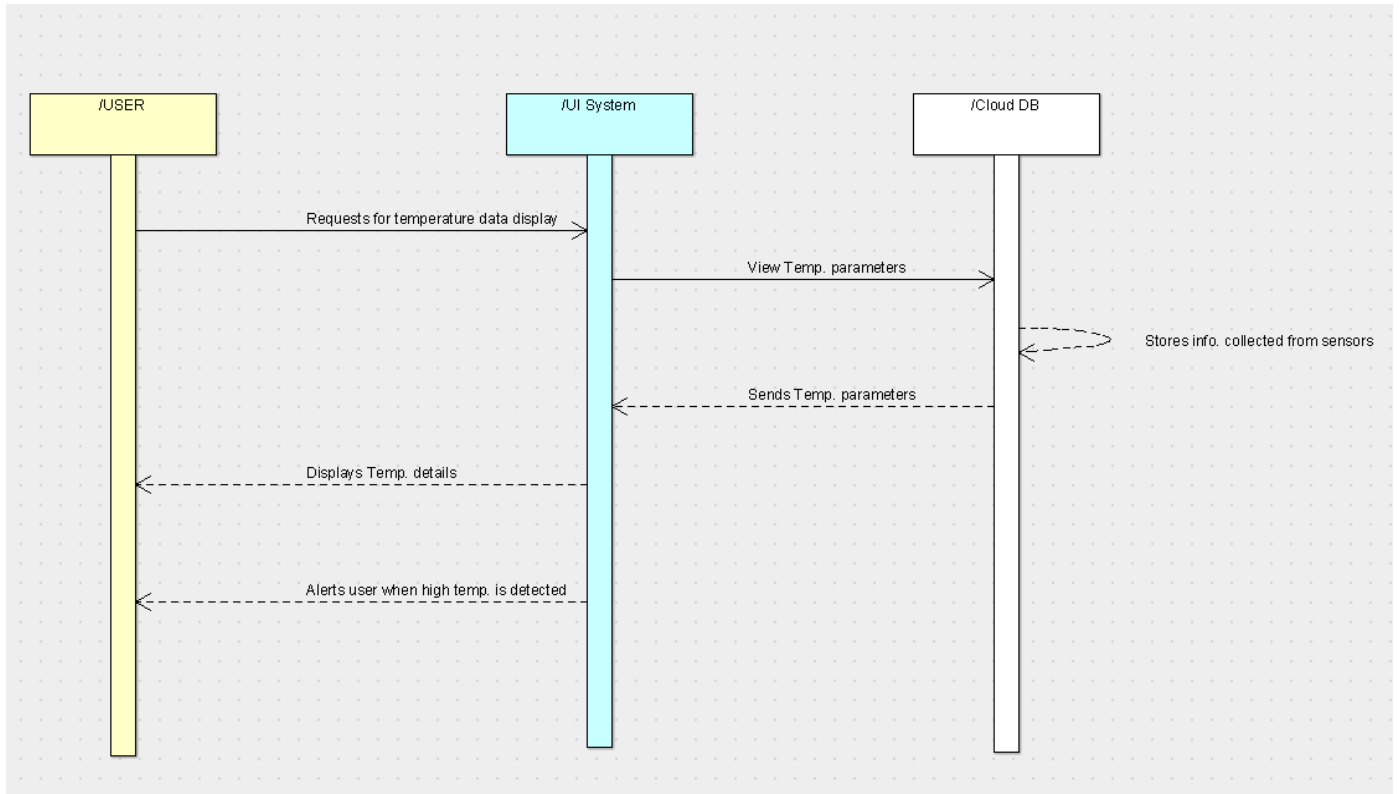 /USER
/UI System
/Cloud DB
Requests for temperature data display
View Temp. parameters
Stores info. collected from sensors
Sends Temp. parameters
Displays Temp. details
Alerts user when high temp. is detected